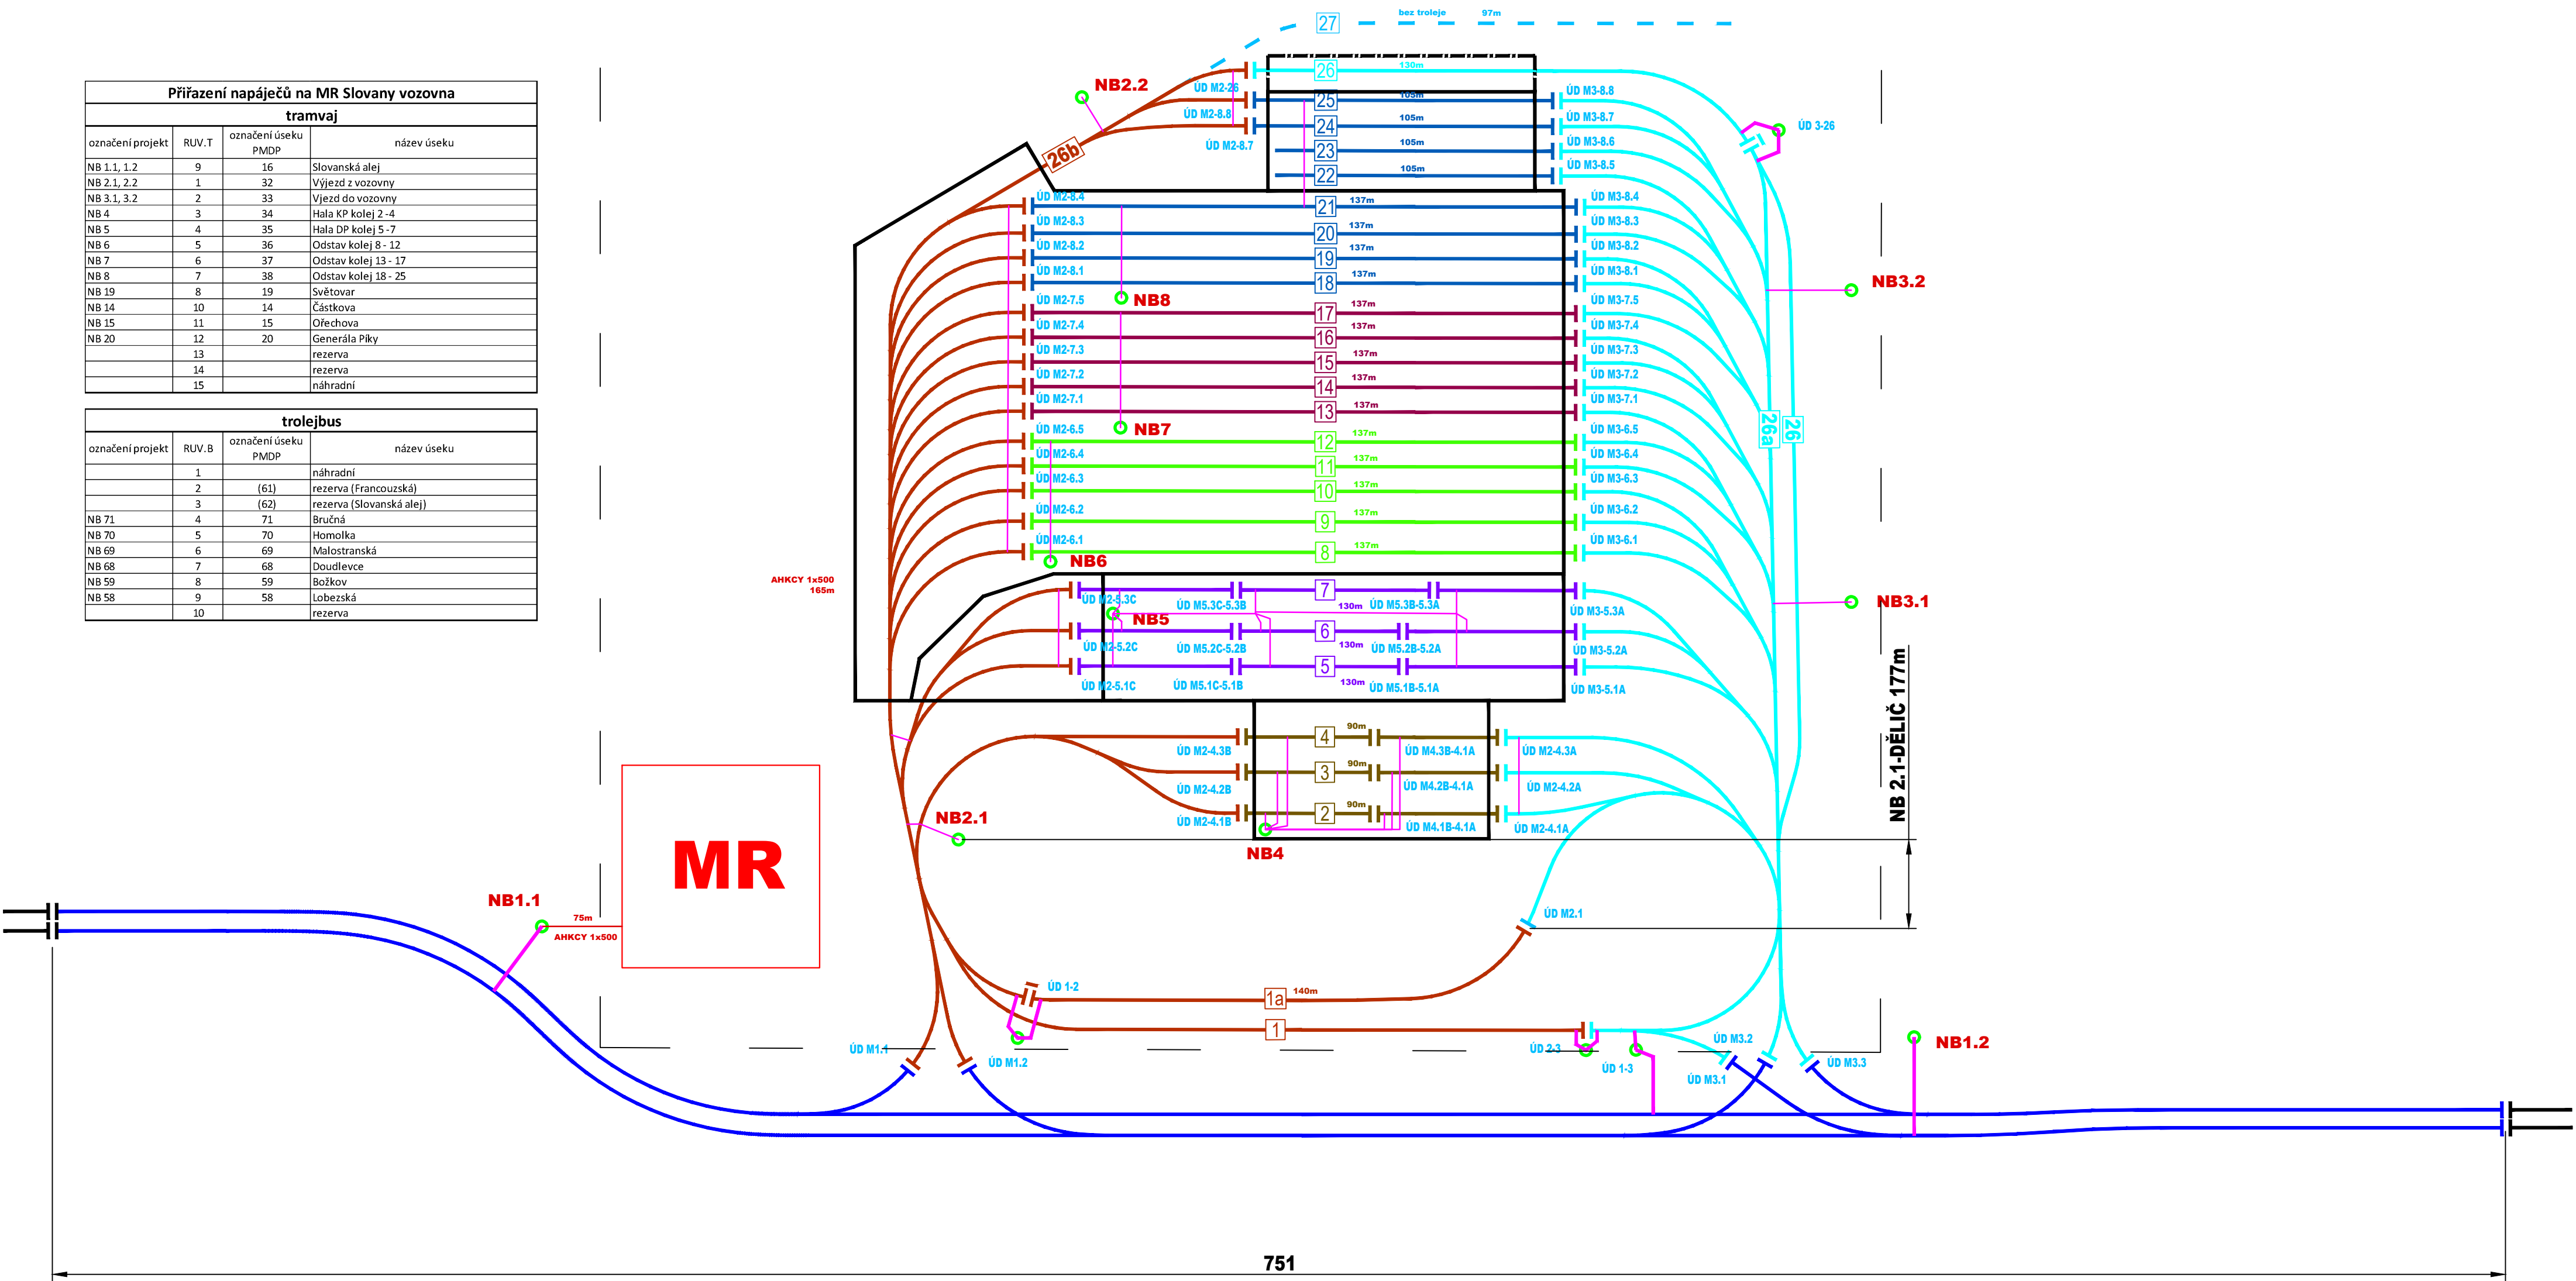 Přiřazení napáječů na MR Slovany vozovna
tramvaj
označení projekt RUV.T označení úseku PMDP název úseku
NB 1.1, 1.2 9 16 Slovanská alej
NB 2.1, 2.2 1 32 Výjezd z vozovny
NB 3.1, 3.2 2 33 Vjezd do vozovny
NB 4 3 34 Hala KP kolej 2 -4
NB 5 4 35 Hala DP kolej 5 -7
NB 6 5 36 Odstav kolej 8 - 12
NB 7 6 37 Odstav kolej 13 - 17
NB 8 7 38 Odstav kolej 18 - 25
NB 19 8 19 Světovar
NB 14 10 14 Částkova
NB 15 11 15 Ořechova
NB 20 12 20 Generála Píky
13 rezerva
14 rezerva
15 náhradní
trolejbus
označení projekt RUV.B označení úseku PMDP název úseku
1 náhradní
2 (61) rezerva (Francouzská)
3 (62) rezerva (Slovanská alej)
NB 71 4 71 Bručná
NB 70 5 70 Homolka
NB 69 6 69 Malostranská
NB 68 7 68 Doudlevce
NB 59 8 59 Božkov
NB 58 9 58 Lobezská
10 rezerva
27 bez troleje 97m
26 130m
NB2.2
ÚD M2-26
25 105m ÚD M3-8.8
ÚD M2-8.8
24 105m ÚD M3-8.7
ÚD 3-26
ÚD M2-8.7
23 105m ÚD M3-8.6
26b
22 105m ÚD M3-8.5
ÚD M2-8.4 21 137m ÚD M3-8.4
ÚD M2-8.3 20 137m ÚD M3-8.3
ÚD M2-8.2 19 137m ÚD M3-8.2
ÚD M2-8.1 18 137m ÚD M3-8.1
NB3.2
NB8
ÚD M2-7.5 17 137m ÚD M3-7.5
ÚD M2-7.4 16 137m ÚD M3-7.4
ÚD M2-7.3 15 137m ÚD M3-7.3
ÚD M2-7.2 14 137m ÚD M3-7.2
ÚD M2-7.1 13 137m ÚD M3-7.1
NB7
26a 26
ÚD M2-6.5 12 137m ÚD M3-6.5
ÚD M2-6.4 11 137m ÚD M3-6.4
ÚD M2-6.3 10 137m ÚD M3-6.3
ÚD M2-6.2 9 137m ÚD M3-6.2
ÚD M2-6.1 8 137m ÚD M3-6.1
NB6
AHKCY 1x500
165m
7
ÚD M2-5.3C ÚD M5.3C-5.3B 130m ÚD M5.3B-5.3A ÚD M3-5.3A
NB3.1
NB5
6
ÚD M2-5.2C ÚD M5.2C-5.2B 130m ÚD M5.2B-5.2A ÚD M3-5.2A
5
ÚD M2-5.1C ÚD M5.1C-5.1B 130m ÚD M5.1B-5.1A ÚD M3-5.1A
NB 2.1-DĚLIČ 177m
4 90m
ÚD M2-4.3B ÚD M4.3B-4.1A ÚD M2-4.3A
3 90m
ÚD M2-4.2B ÚD M4.2B-4.1A ÚD M2-4.2A
2 90m
ÚD M2-4.1B ÚD M4.1B-4.1A ÚD M2-4.1A
NB2.1
NB4
MR
NB1.1
75m
AHKCY 1x500
ÚD M2.1
ÚD 1-2
1a 140m
1
ÚD M1.1 ÚD M1.2 ÚD 2-3 ÚD 1-3 ÚD M3.1 ÚD M3.2 ÚD M3.3
NB1.2
751